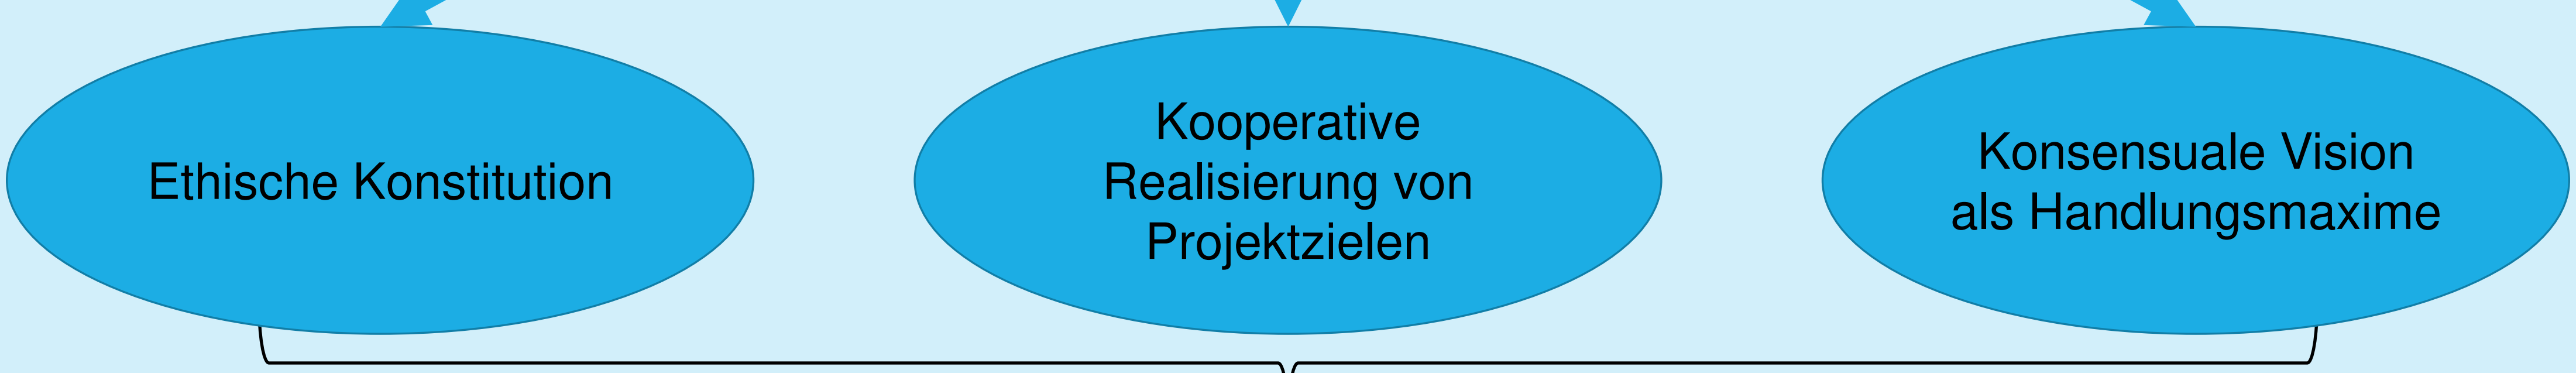 Ethische Konstitution
Kooperative
Realisierung von
Projektzielen
Konsensuale Vision
als Handlungsmaxime